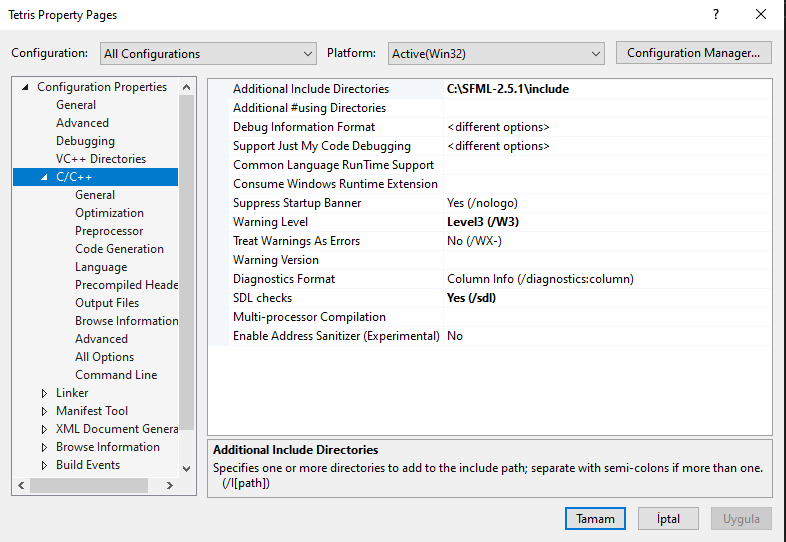 Tetris Property Pages
? ×
Configuration: All Configurations Platform: Active(Win32) Configuration Manager...
Configuration Properties
General
Advanced
Debugging
VC++ Directories
C/C++
General
Optimization
Preprocessor
Code Generation
Language
Precompiled Heade
Output Files
Browse Information
Advanced
All Options
Command Line
Linker
Manifest Tool
XML Document Genera
Browse Information
Build Events
Additional Include Directories C:\SFML-2.5.1\include
Additional #using Directories
Debug Information Format <different options>
Support Just My Code Debugging <different options>
Common Language RunTime Support
Consume Windows Runtime Extension
Suppress Startup Banner Yes (/nologo)
Warning Level Level3 (/W3)
Treat Warnings As Errors No (/WX-)
Warning Version
Diagnostics Format Column Info (/diagnostics:column)
SDL checks Yes (/sdl)
Multi-processor Compilation
Enable Address Sanitizer (Experimental) No
Additional Include Directories
Specifies one or more directories to add to the include path; separate with semi-colons if more than one.
(/I[path])
Tamam İptal Uygula